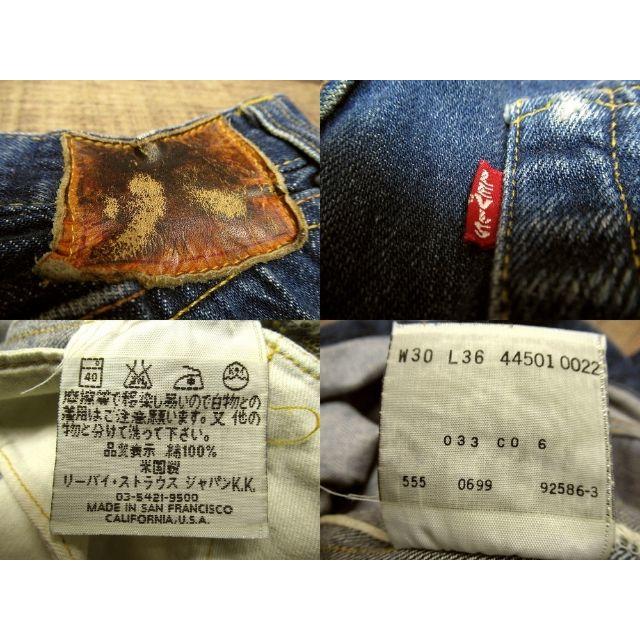 LEVI'S
40
摩擦等で移染し易いので白物との
着用はご注意願います。又、他の
物と分けて洗って下さい。
品質表示 綿100%
米国製
リーバイ・ストラウス ジャパンK.K.
03-5421-9500
MADE IN SAN FRANCISCO
CALIFORNIA.U.S.A.
W30 L36 44501 0022
033 CO 6
555 0699 92586-3